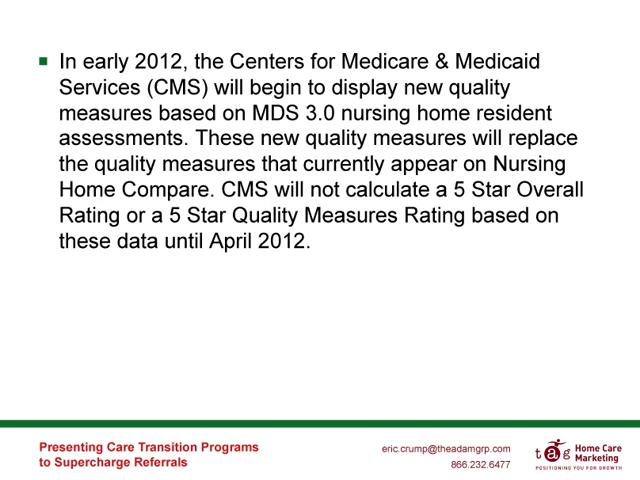 In early 2012, the Centers for Medicare & Medicaid
Services (CMS) will begin to display new quality
measures based on MDS 3.0 nursing home resident
assessments. These new quality measures will replace
the quality measures that currently appear on Nursing
Home Compare. CMS will not calculate a 5 Star Overall
Rating or a 5 Star Quality Measures Rating based on
these data until April 2012.
Presenting Care Transition Programs
to Supercharge Referrals
eric.crump@theadamgrp.com
866.232.6477
tag Home Care
Marketing
POSITIONING YOU FOR GROWTH